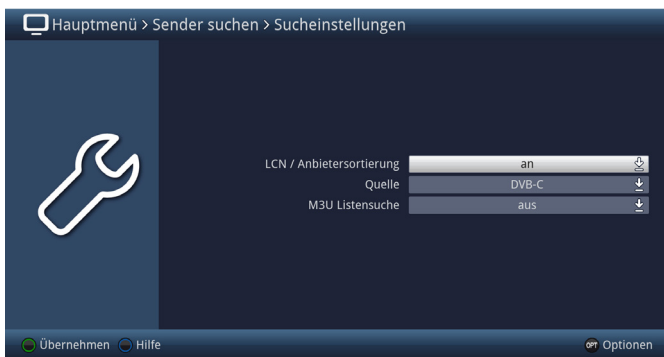 Hauptmenü > Sender suchen > Sucheinstellungen
LCN / Anbietersortierung an
Quelle DVB-C
M3U Listensuche aus
Übernehmen Hilfe OPT Optionen